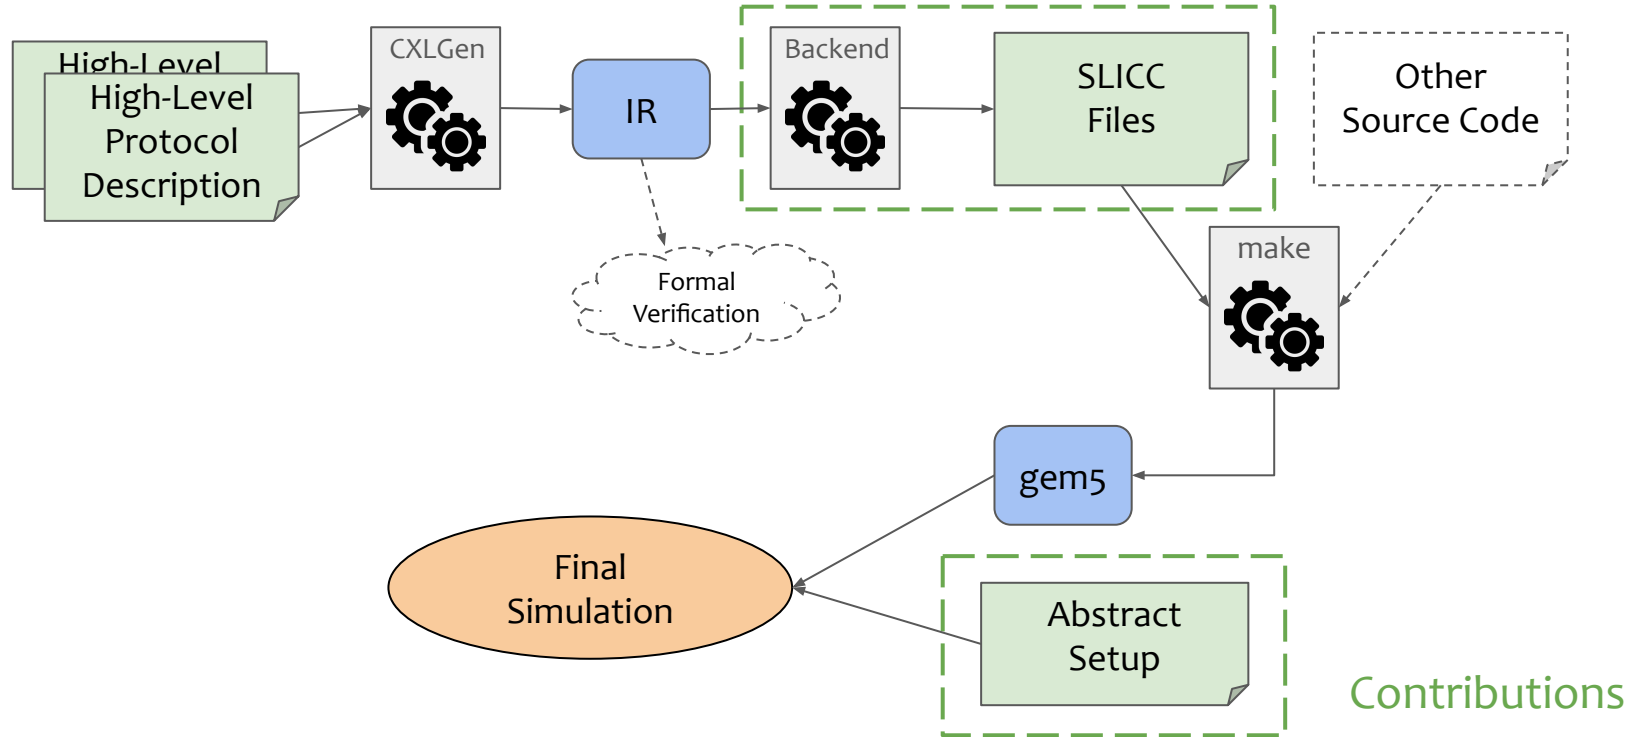 High-Level
High-Level
Protocol
Description
CXLGen
IR
Backend
SLICC
Files
Other
Source Code
Formal
Verification
make
gem5
Final
Simulation
Abstract
Setup
Contributions